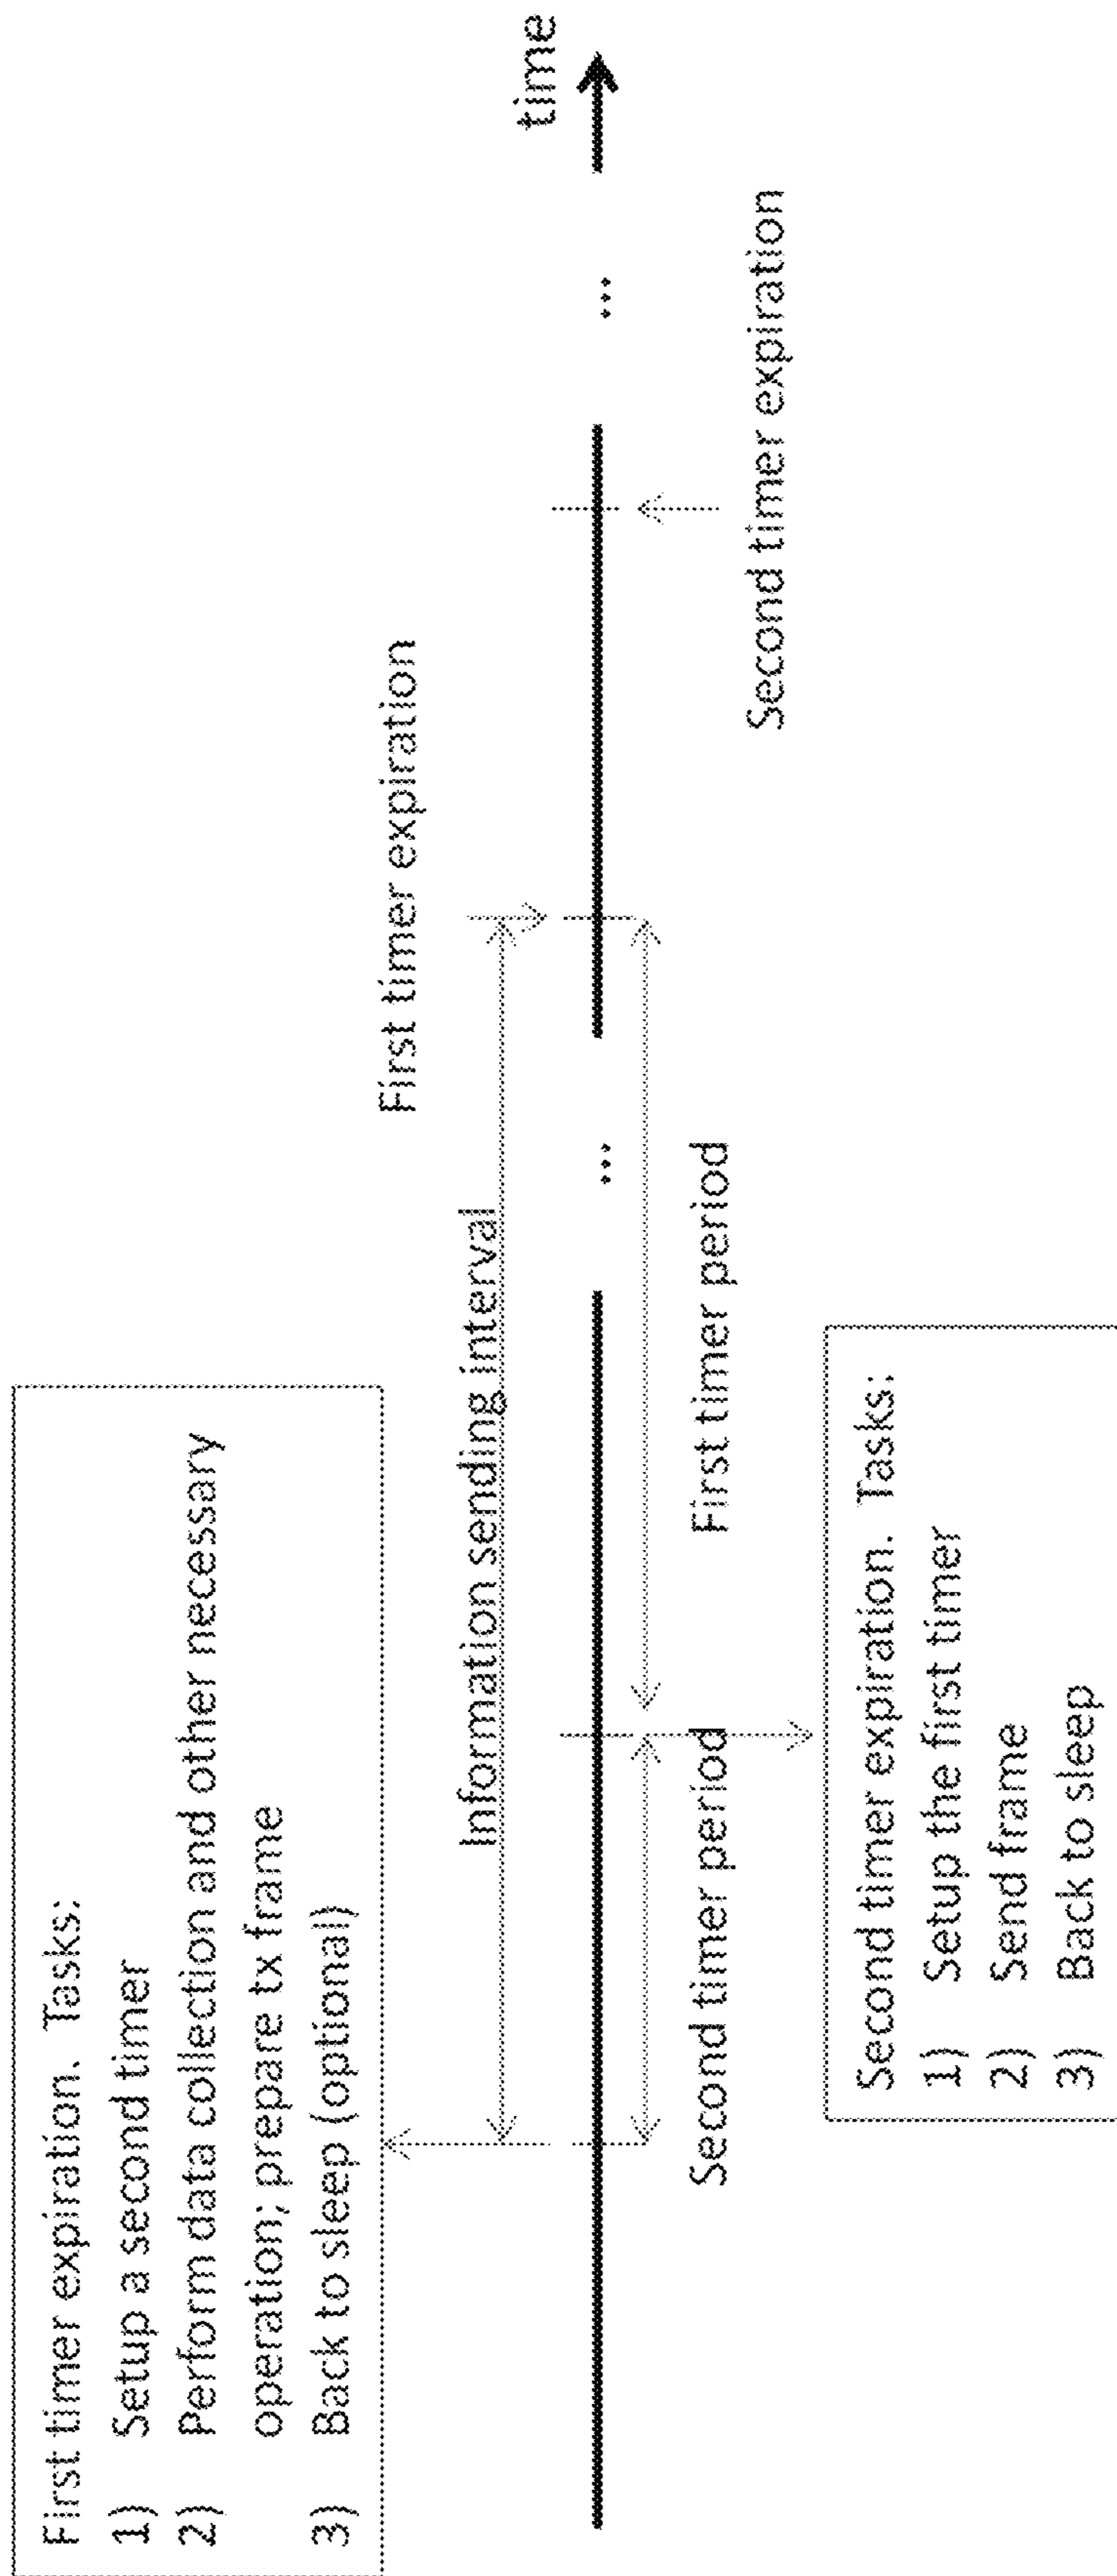 First timer expiration.  Tasks:
1) Setup a second timer
2) Perform data collection and other necessary
operation; prepare tx frame
3) Back to sleep (optional)
First timer expiration
Information sending interval
time
...
...
Second timer period
First timer period
Second timer expiration
Second timer expiration.  Tasks:
1) Setup the first timer
2) Send frame
3) Back to sleep